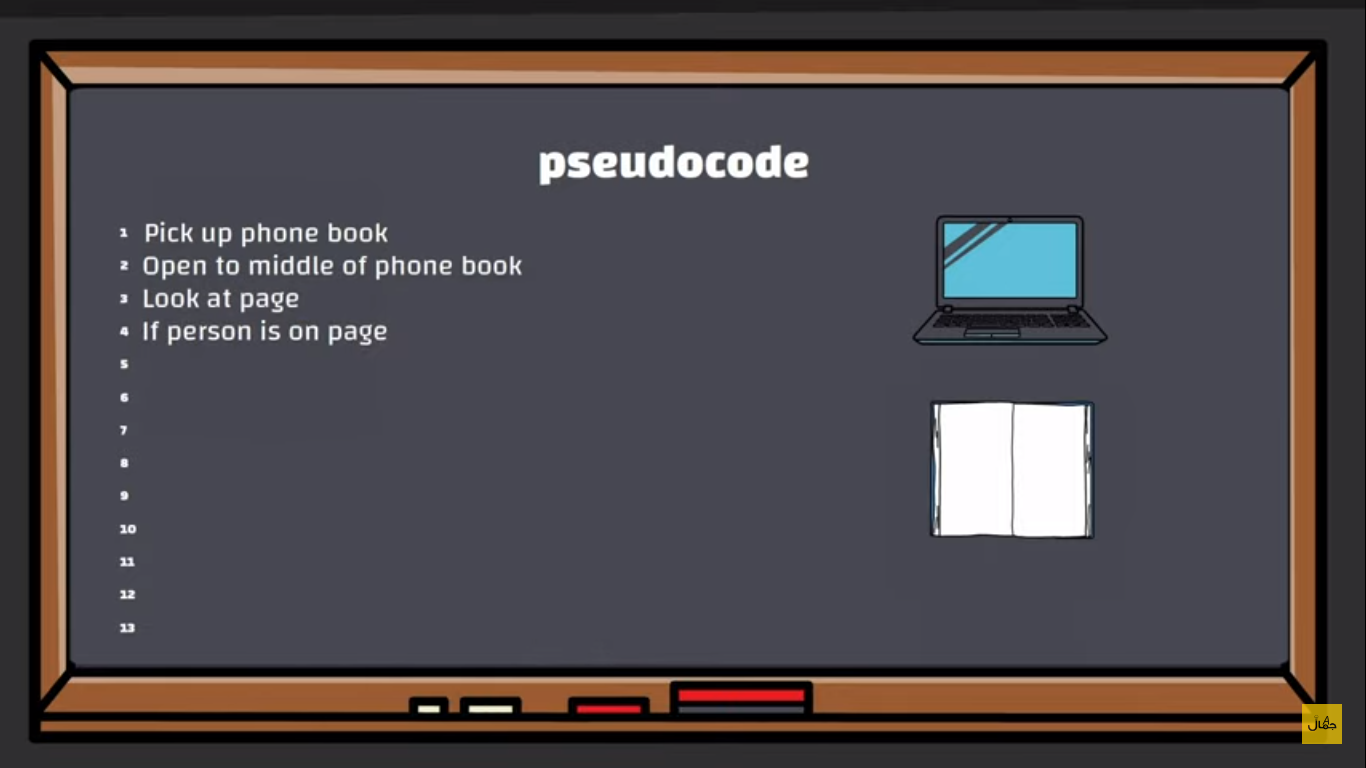 pseudocode
1 Pick up phone book
2 Open to middle of phone book
3 Look at page
4 If person is on page
5
6
7
8
9
10
11
12
13